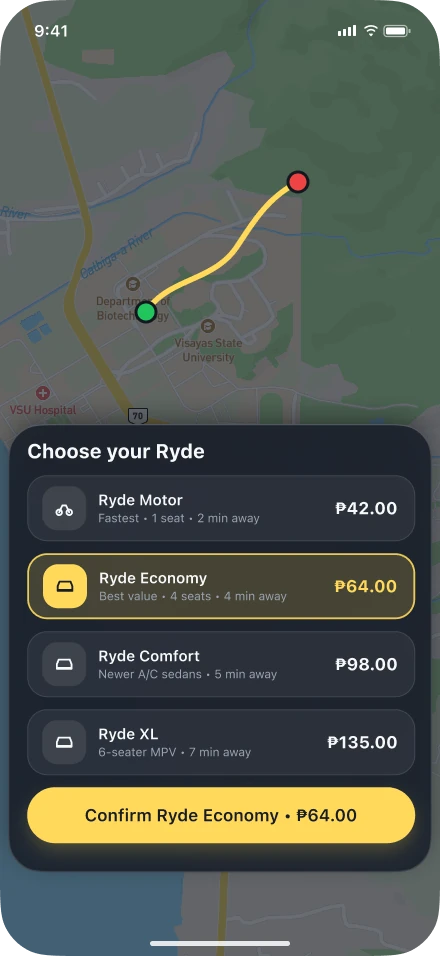 9:41
River
Calbiga-a River
Department of
Biotechnology
Visayas State
University
VSU Hospital
70
Choose your Ryde
Ryde Motor
Fastest • 1 seat • 2 min away
₱42.00
Ryde Economy
Best value • 4 seats • 4 min away
₱64.00
Ryde Comfort
Newer A/C sedans • 5 min away
₱98.00
Ryde XL
6-seater MPV • 7 min away
₱135.00
Confirm Ryde Economy • ₱64.00